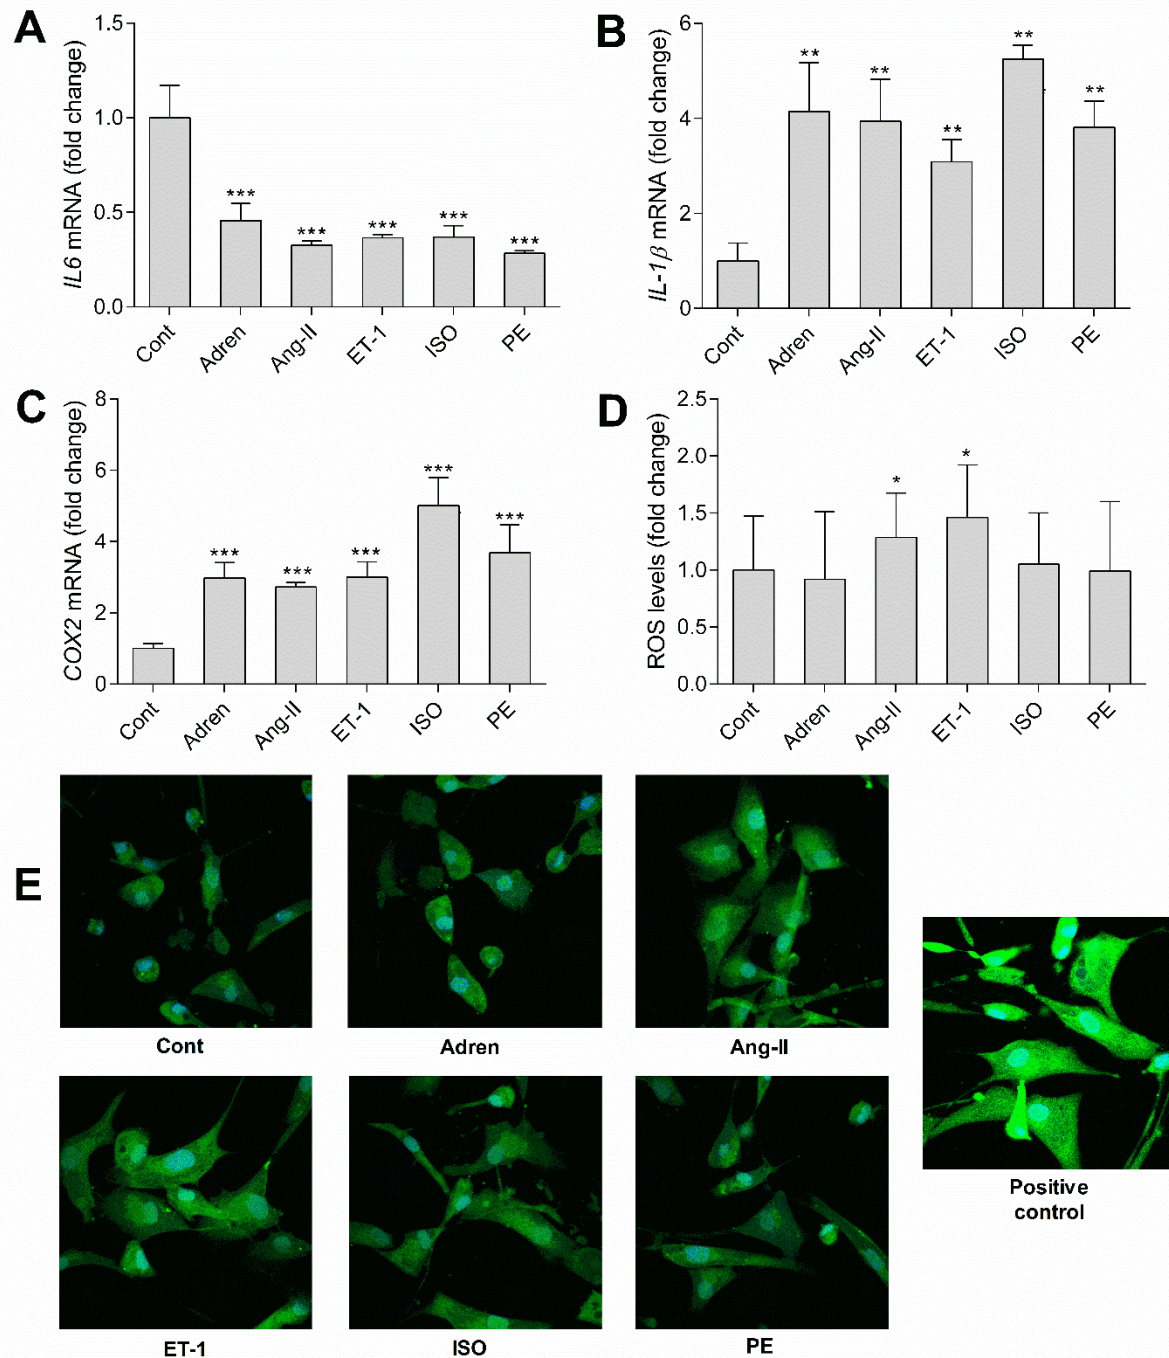 A
IL6 mRNA (fold change)
1.5
1.0
0.5
0.0
***
***
***
***
***
Cont
Adren
Ang-II
ET-1
ISO
PE
B
IL-1β mRNA (fold change)
6
4
2
0
**
**
**
**
**
Cont
Adren
Ang-II
ET-1
ISO
PE
C
COX2 mRNA (fold change)
8
6
4
2
0
***
***
***
***
***
Cont
Adren
Ang-II
ET-1
ISO
PE
D
ROS levels (fold change)
2.5
2.0
1.5
1.0
0.5
0.0
*
*
Cont
Adren
Ang-II
ET-1
ISO
PE
E
Cont
Adren
Ang-II
Positive
control
ET-1
ISO
PE